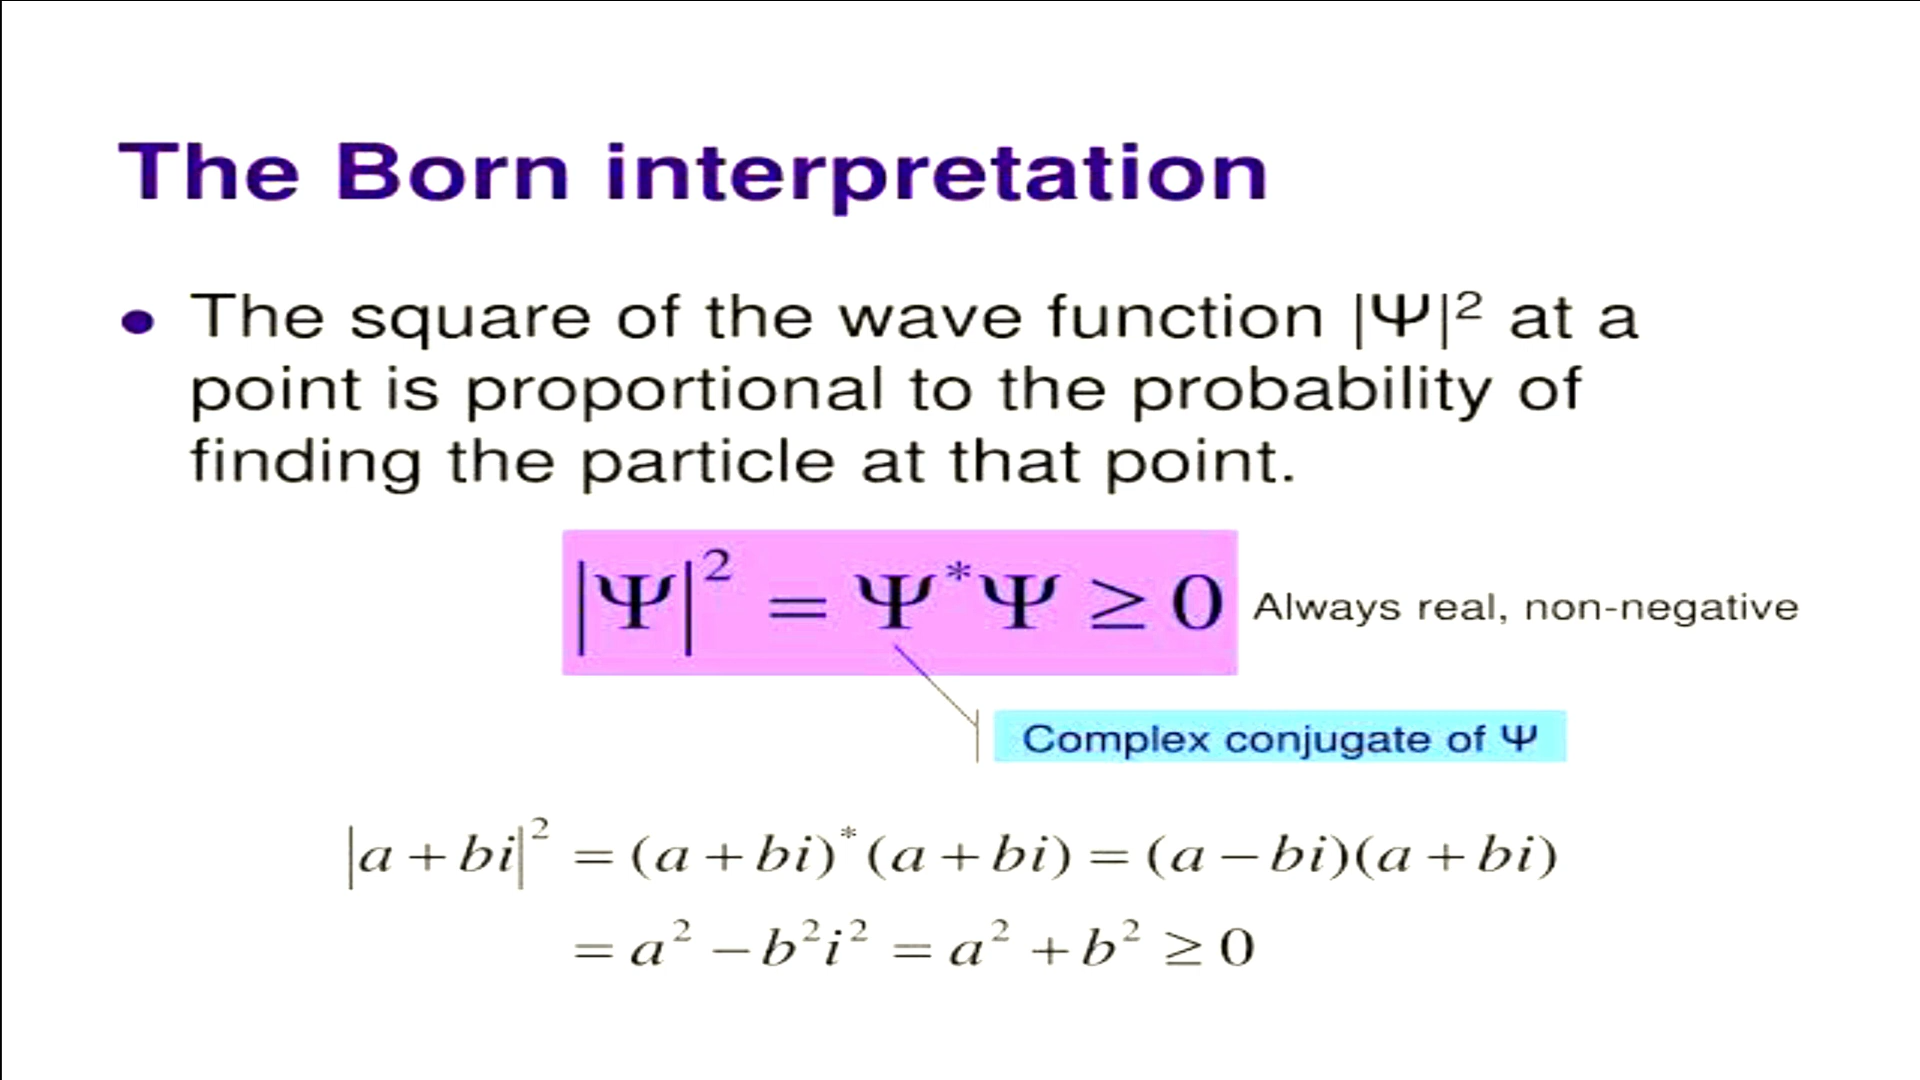 The Born interpretation
• The square of the wave function |Ψ|² at a
point is proportional to the probability of
finding the particle at that point.
|Ψ|² = Ψ*Ψ ≥ 0 Always real, non-negative
Complex conjugate of Ψ
|a + bi|² = (a + bi)*(a + bi) = (a − bi)(a + bi)
= a² − b²i² = a² + b² ≥ 0